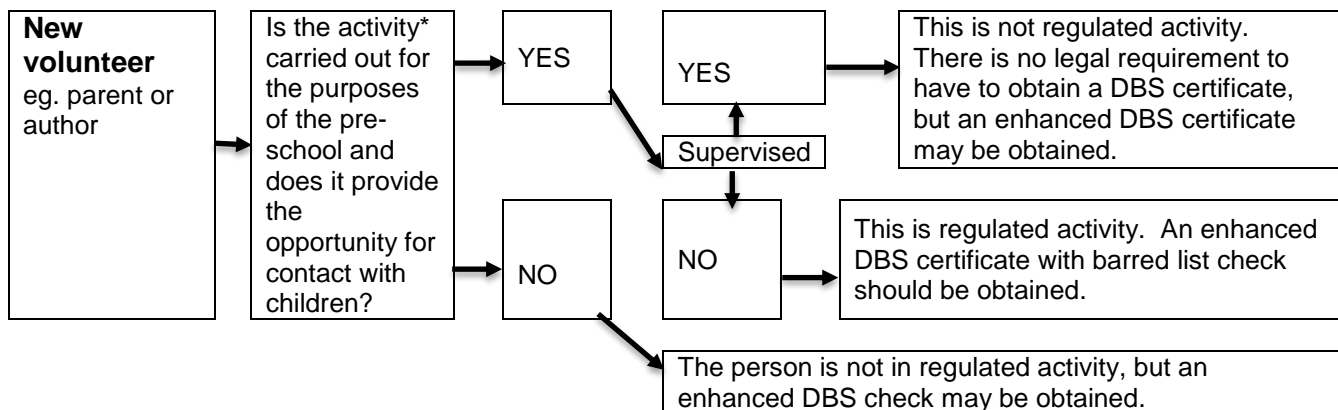 New
volunteer
eg. parent or
author
Is the activity*
carried out for
the purposes
of the pre-
school and
does it provide
the
opportunity for
contact with
children?
YES
NO
Supervised
YES
NO
This is not regulated activity.
There is no legal requirement to
have to obtain a DBS certificate,
but an enhanced DBS certificate
may be obtained.
This is regulated activity.  An enhanced
DBS certificate with barred list check
should be obtained.
The person is not in regulated activity, but an
enhanced DBS check may be obtained.